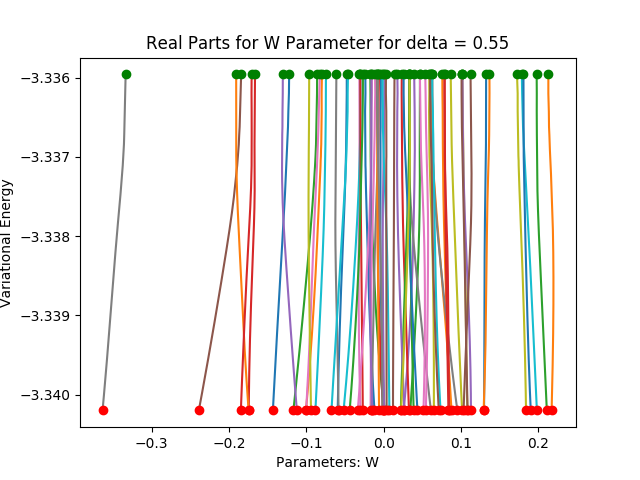 Real Parts for W Parameter for delta = 0.55
Variational Energy
−3.336
−3.337
−3.338
−3.339
−3.340
−0.3 −0.2 −0.1 0.0 0.1 0.2
Parameters: W